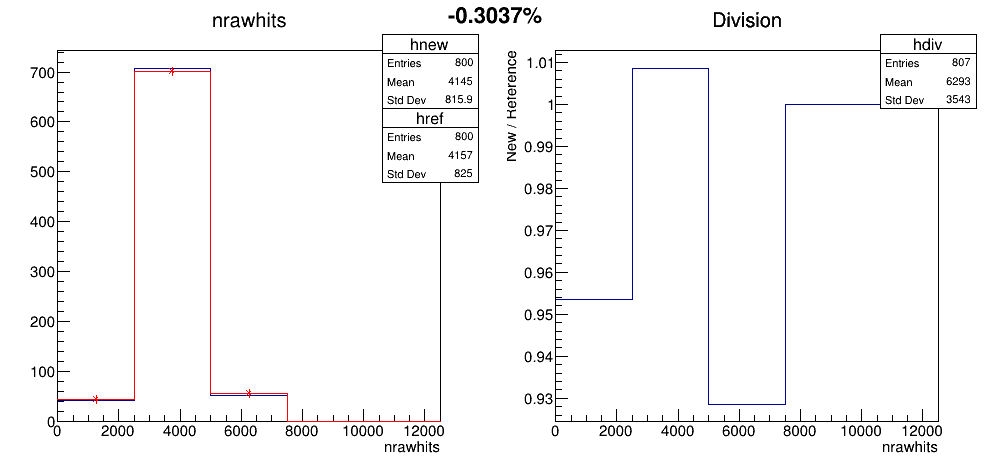 -0.3037%
nrawhits
hnew
Entries 800
Mean 4145
Std Dev 815.9
href
Entries 800
Mean 4157
Std Dev 825
700
600
500
400
300
200
100
0
0 2000 4000 6000 8000 10000 12000
nrawhits
Division
hdiv
Entries 807
Mean 6293
Std Dev 3543
New / Reference
1.01
1
0.99
0.98
0.97
0.96
0.95
0.94
0.93
0 2000 4000 6000 8000 10000 12000
nrawhits